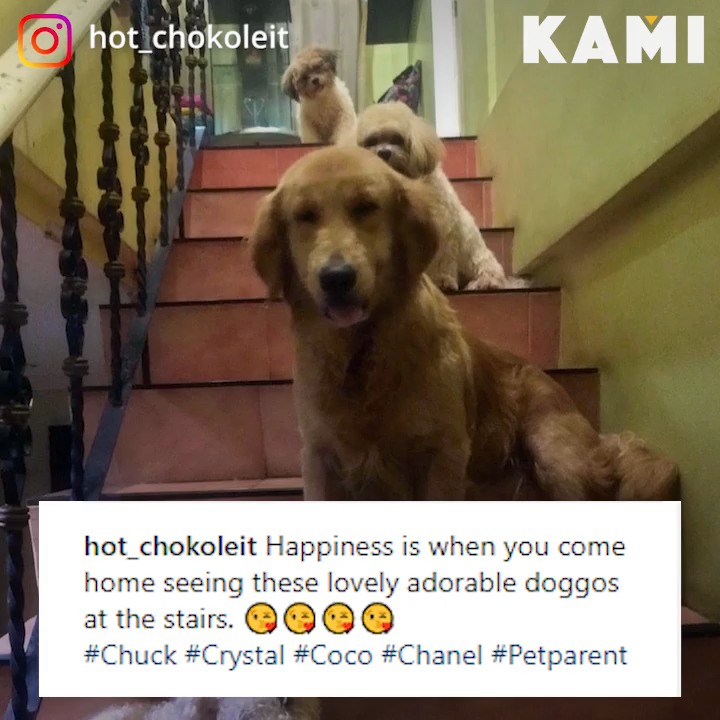 hot_chokoleit
KAMI
hot_chokoleit Happiness is when you come
home seeing these lovely adorable doggos
at the stairs. 😘😘😘😘
#Chuck #Crystal #Coco #Chanel #Petparent